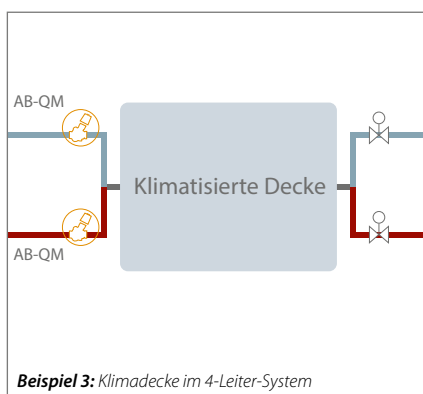 AB-QM
Klimatisierte Decke
AB-QM
Beispiel 3: Klimadecke im 4-Leiter-System